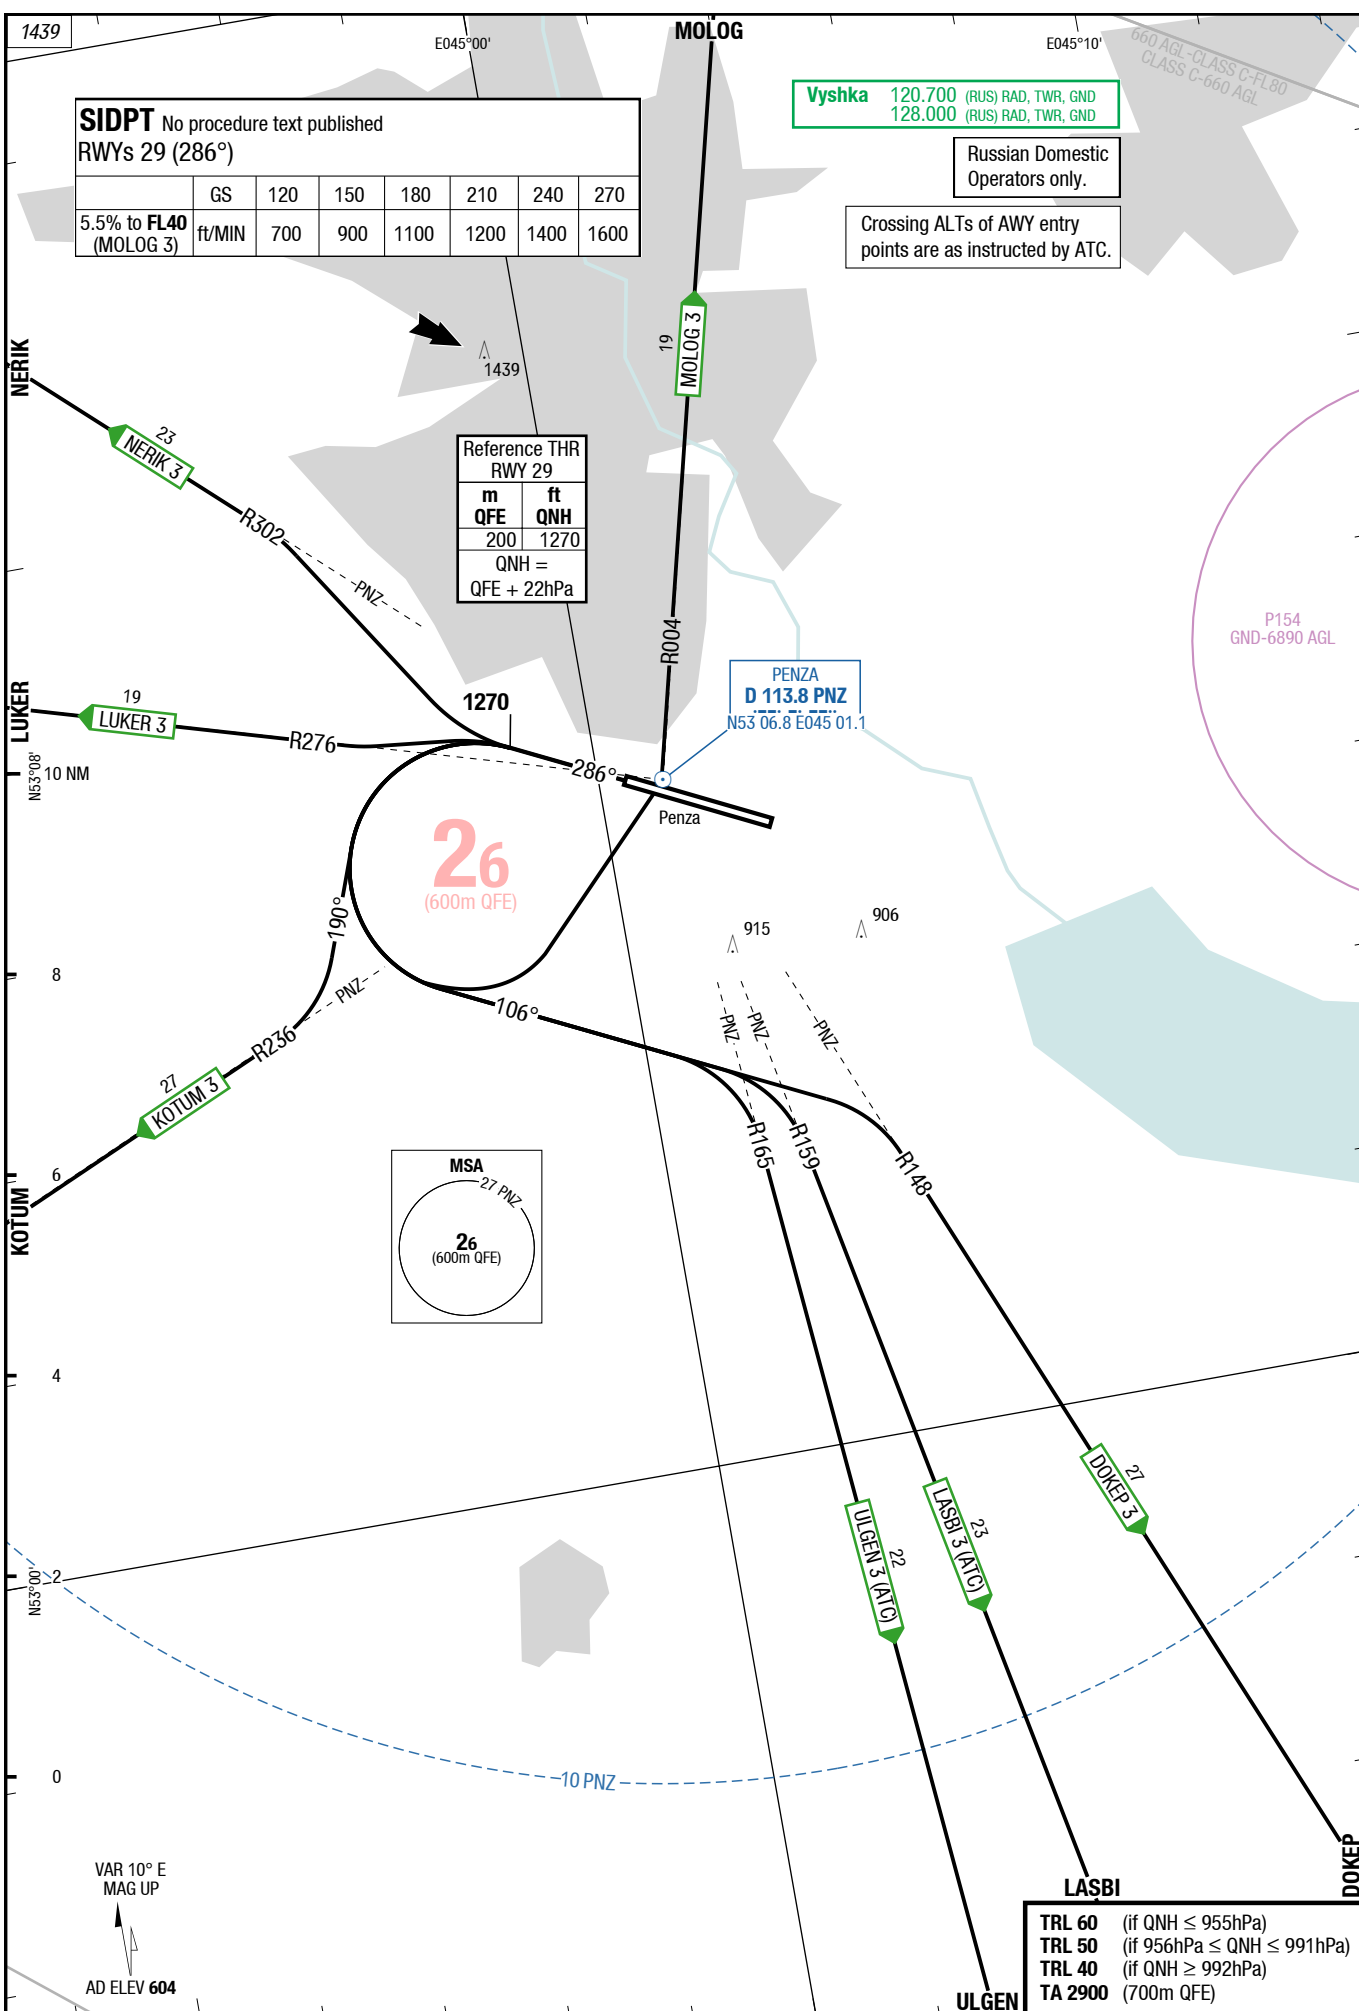 1439
E045°00'
MOLOG
E045°10'
660 AGL-CLASS C-FL80
CLASS C-660 AGL
Vyshka 120.700 (RUS) RAD, TWR, GND
128.000 (RUS) RAD, TWR, GND
SIDPT No procedure text published
RWYs 29 (286°)
GS 120 150 180 210 240 270
5.5% to FL40
(MOLOG 3)
ft/MIN 700 900 1100 1200 1400 1600
Russian Domestic
Operators only.
Crossing ALTs of AWY entry
points are as instructed by ATC.
19
MOLOG 3
1439
NERIK
23
NERIK 3
R302
PNZ
Reference THR
RWY 29
m ft
QFE QNH
200 1270
QNH =
QFE + 22hPa
R004
P154
GND-6890 AGL
PENZA
D 113.8 PNZ
N53 06.8 E045 01.1
LUKER
19
LUKER 3
R276
1270
286°
N53°08'
10 NM
Penza
26
(600m QFE)
190°
915
906
8
PNZ
R236
106°
PNZ
PNZ
PNZ
27
KOTUM 3
R165
R159
R148
6
KOTUM
MSA
27 PNZ
26
(600m QFE)
4
27
DOKEP 3
23
LASBI 3 (ATC)
22
ULGEN 3 (ATC)
2
N53°00'
0
10 PNZ
VAR 10° E
MAG UP
AD ELEV 604
DOKEP
LASBI
ULGEN
TRL 60 (if QNH ≤ 955hPa)
TRL 50 (if 956hPa ≤ QNH ≤ 991hPa)
TRL 40 (if QNH ≥ 992hPa)
TA 2900 (700m QFE)